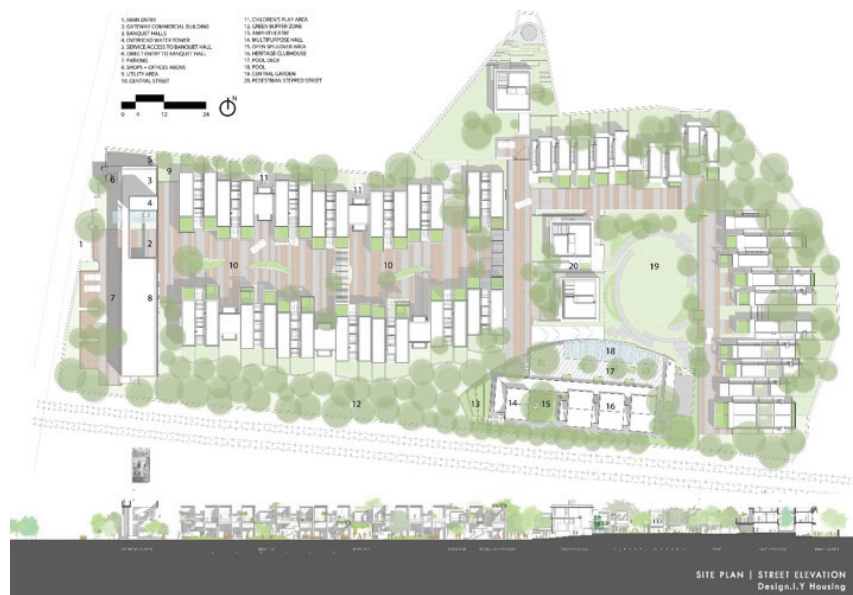 1. MAIN ENTRY
2. GATEWAY COMMERCIAL BUILDING
3. BANQUET HALLS
4. OVERHEAD WATER TOWER
5. SERVICE ACCESS TO BANQUET HALL
6. DIRECT ENTRY TO BANQUET HALL
7. PARKING
8. SHOPS – OFFICES ABOVE
9. UTILITY AREA
10. CENTRAL STREET
11. CHILDREN'S PLAY AREA
12. GREEN BUFFER ZONE
13. AMPHITHEATRE
14. MULTIPURPOSE HALL
15. OPEN SPILLOVER AREA
16. HERITAGE CLUBHOUSE
17. POOL DECK
18. POOL
19. CENTRAL GARDEN
20. PEDESTRIAN STEPPED STREET
N
0 4 12 24
5
6
3
9
11
11
4
1
2
10
10
20
19
7
8
18
17
12
13
14
15
16
SITE PLAN | STREET ELEVATION
Design.I.Y Housing